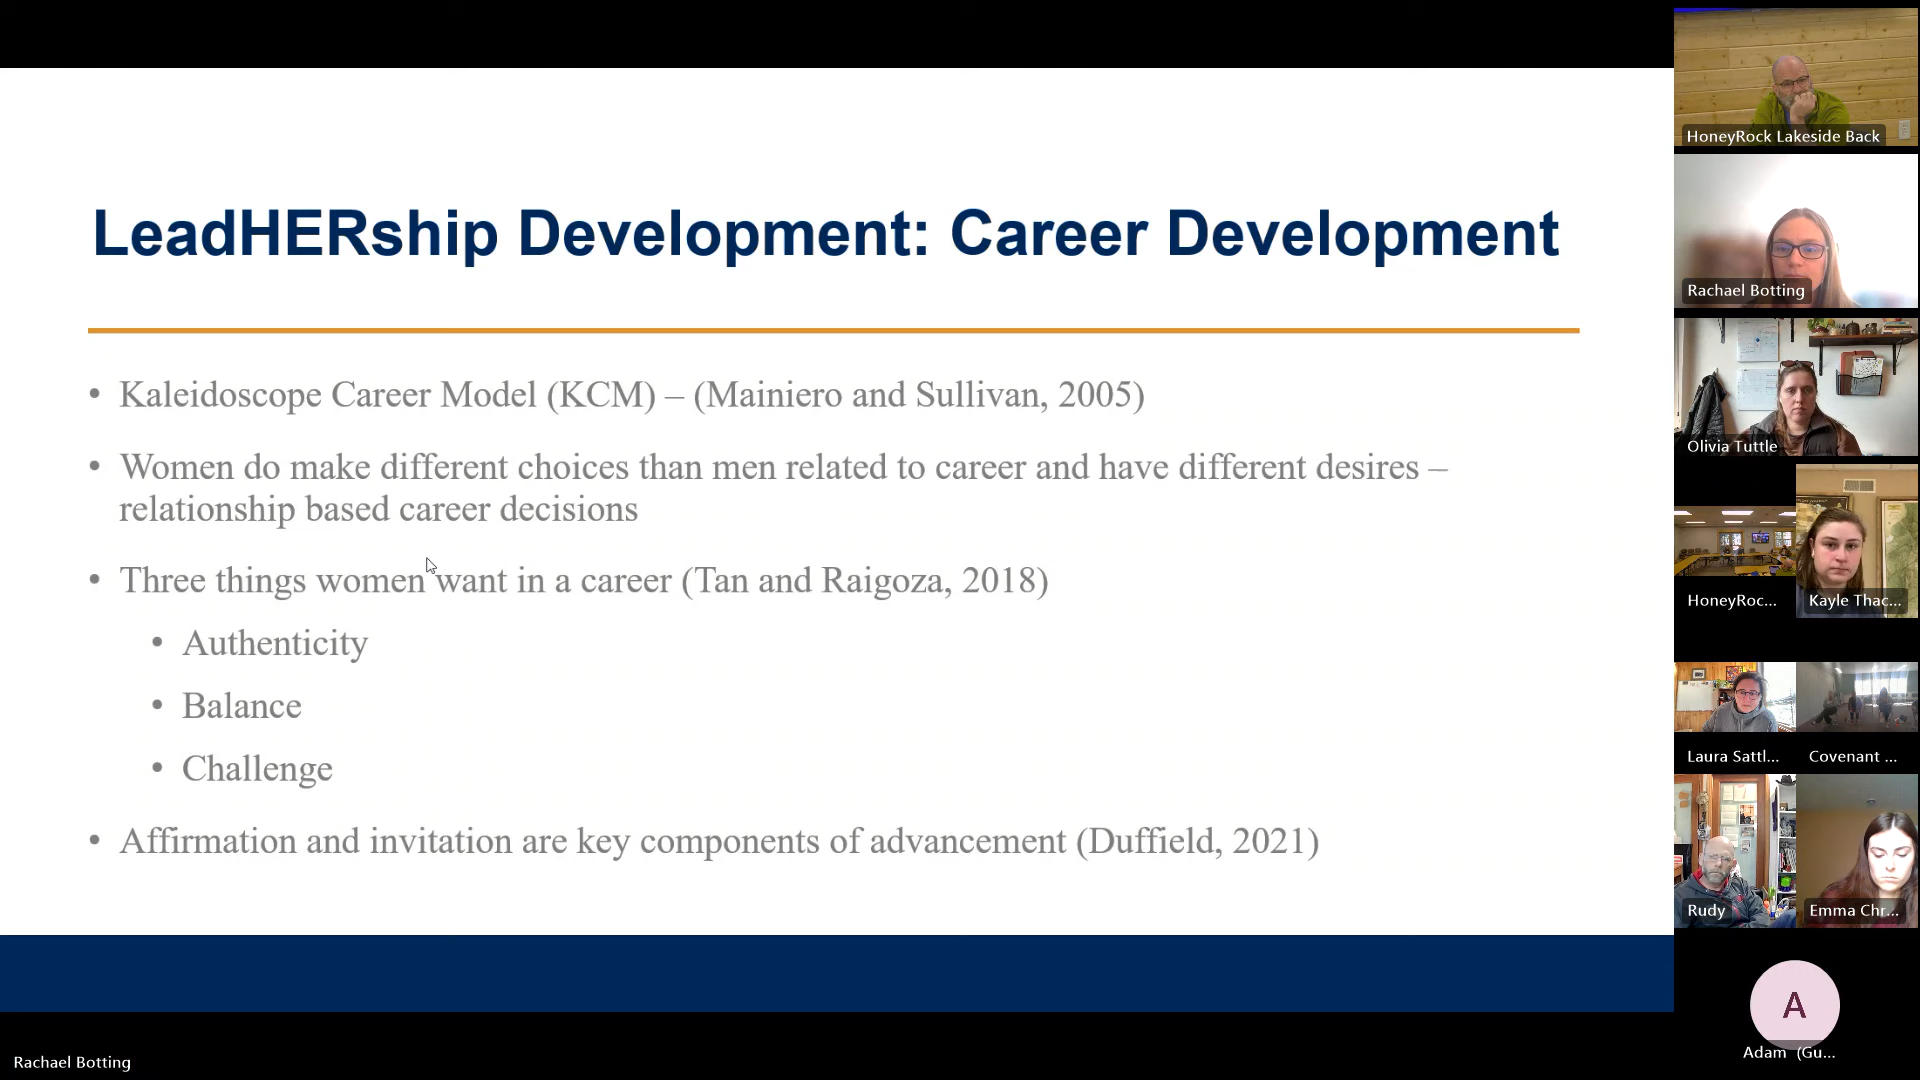 LeadHERship Development: Career Development
• Kaleidoscope Career Model (KCM) – (Mainiero and Sullivan, 2005)
• Women do make different choices than men related to career and have different desires –
relationship based career decisions
• Three things women want in a career (Tan and Raigoza, 2018)
• Authenticity
• Balance
• Challenge
• Affirmation and invitation are key components of advancement (Duffield, 2021)
Rachael Botting
HoneyRock Lakeside Back
Rachael Botting
Olivia Tuttle
HoneyRoc...
Kayle Thac...
Laura Sattl...
Covenant ...
Rudy
Emma Chr...
A
Adam (Gu...